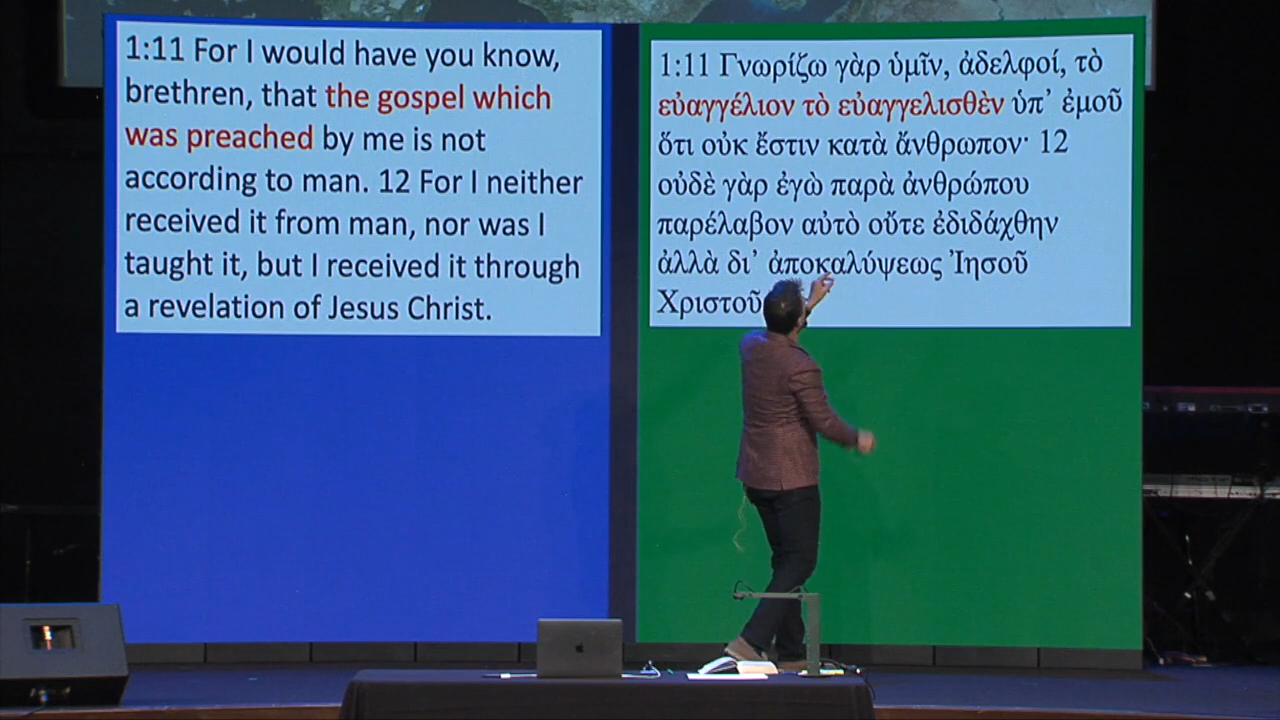 1:11 For I would have you know,
brethren, that the gospel which
was preached by me is not
according to man. 12 For I neither
received it from man, nor was I
taught it, but I received it through
a revelation of Jesus Christ.
1:11 Γνωρίζω γὰρ ὑμῖν, ἀδελφοί, τὸ
εὐαγγέλιον τὸ εὐαγγελισθὲν ὑπ’ ἐμοῦ
ὅτι οὐκ ἔστιν κατὰ ἄνθρωπον· 12
οὐδὲ γὰρ ἐγὼ παρὰ ἀνθρώπου
παρέλαβον αὐτὸ οὔτε ἐδιδάχθην
ἀλλὰ δι’ ἀποκαλύψεως Ἰησοῦ
Χριστοῦ